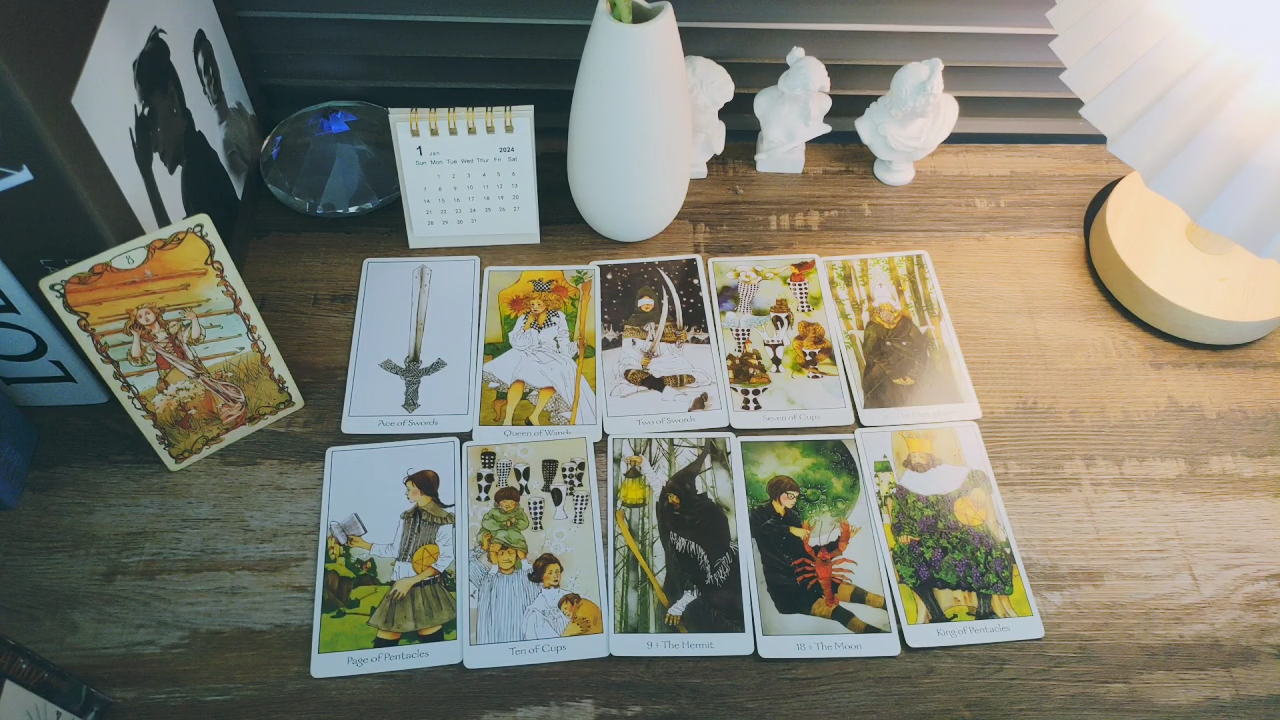 1 Jan 2024
Sun Mon Tue Wed Thur Fri Sat
1 2 3 4 5 6
7 8 9 10 11 12 13
14 15 16 17 18 19 20
21 22 23 24 25 26 27
28 29 30 31
8
Ace of Swords
Queen of Wands
Two of Swords
Seven of Cups
Page of Pentacles
Ten of Cups
9 + The Hermit
18 + The Moon
King of Pentacles